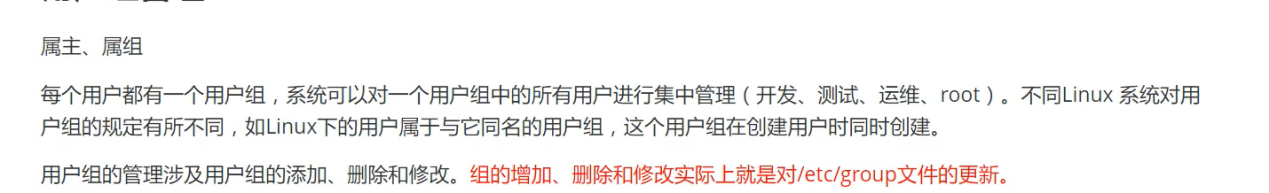 属主、属组
每个用户都有一个用户组，系统可以对一个用户组中的所有用户进行集中管理（开发、测试、运维、root）。不同Linux 系统对用
户组的规定有所不同，如Linux下的用户属于与它同名的用户组，这个用户组在创建用户时同时创建。
用户组的管理涉及用户组的添加、删除和修改。组的增加、删除和修改实际上就是对/etc/group文件的更新。